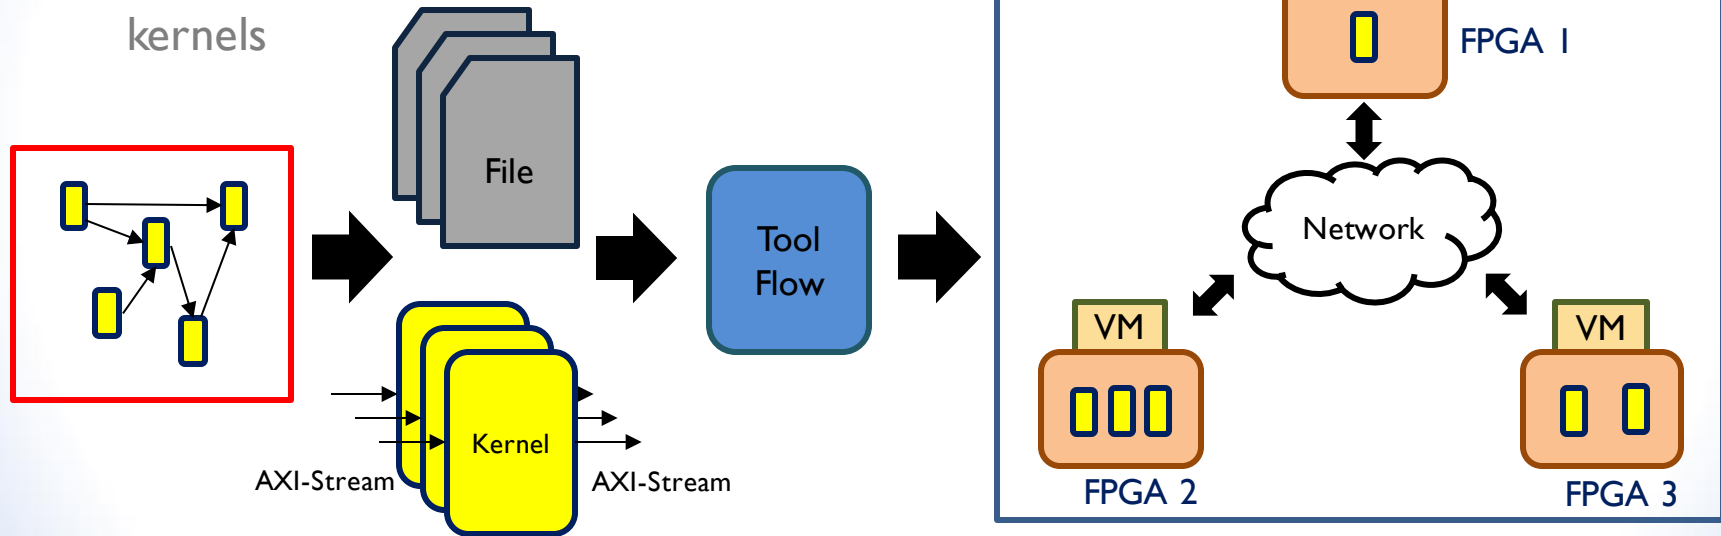 kernels
File
Tool
Flow
Kernel
AXI-Stream
AXI-Stream
FPGA 1
Network
VM
VM
FPGA 2
FPGA 3